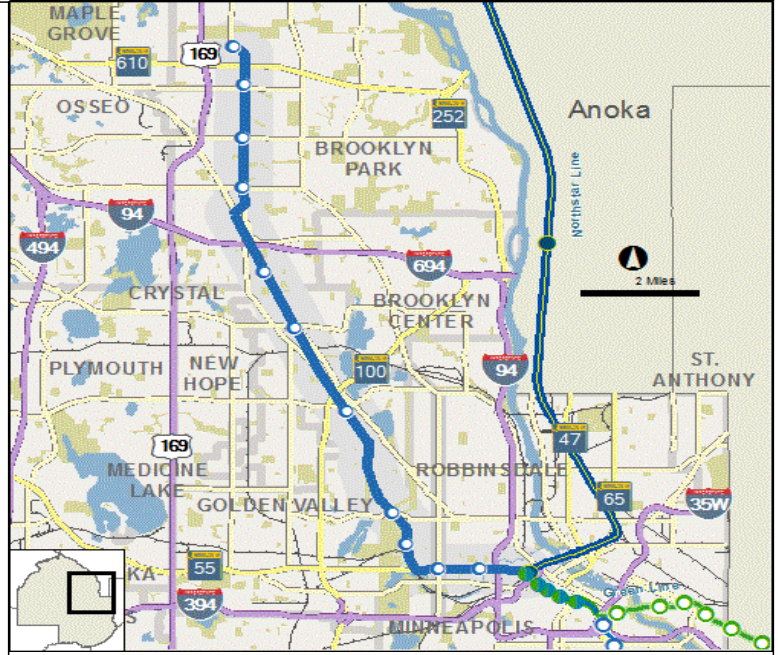 MAPLE
GROVE
169
610
OSSEO
252
Anoka
BROOKLYN
PARK
Northstar Line
94
494
694
2 Miles
CRYSTAL
BROOKLYN
CENTER
PLYMOUTH
NEW
HOPE
100
94
ST.
ANTHONY
169
47
MEDICINE
LAKE
ROBBINSDALE
65
35W
GOLDEN VALLEY
KA-
55
394
S
Green Line
MINNEAPOLIS